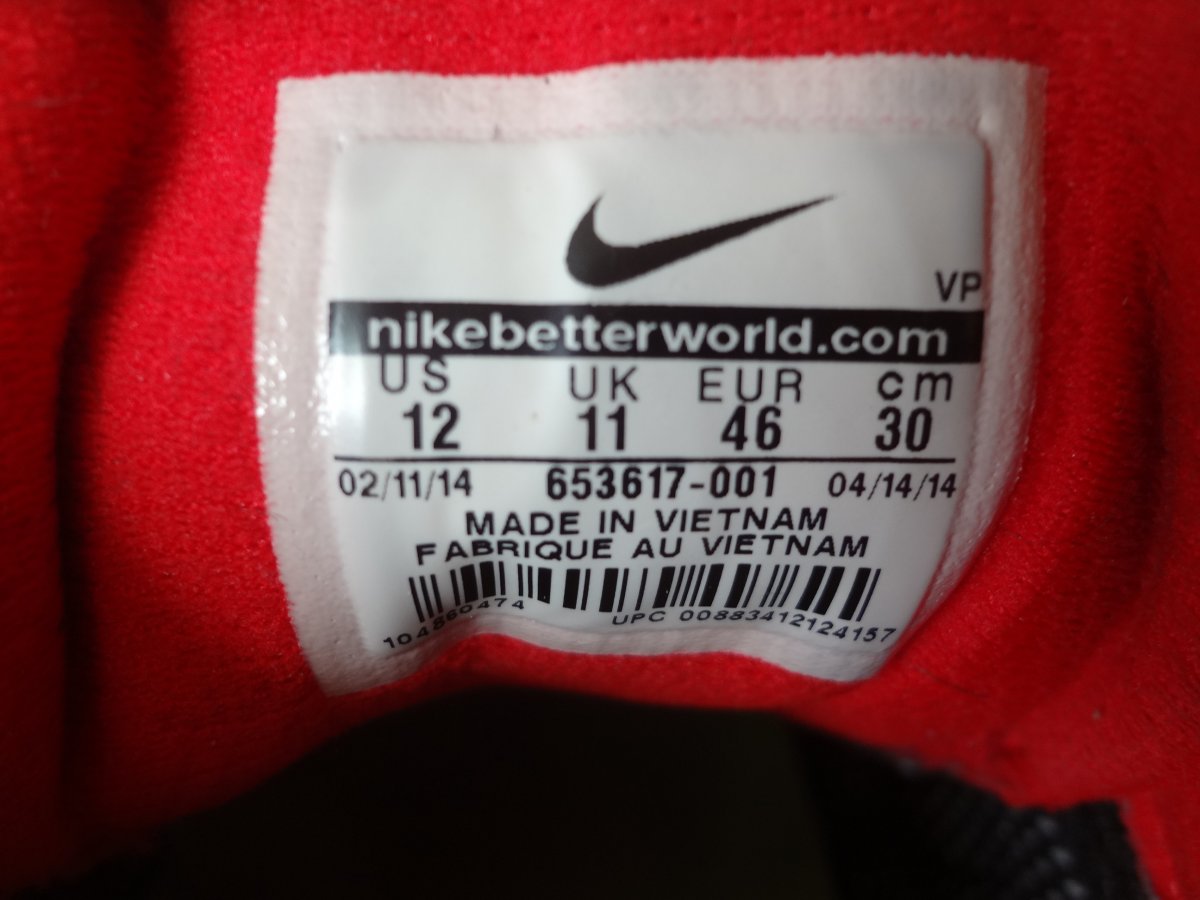 VP
nikebetterworld.com
US UK EUR cm
12 11 46 30
02/11/14 653617-001 04/14/14
MADE IN VIETNAM
FABRIQUE AU VIETNAM
104860474 UPC 00883412124157